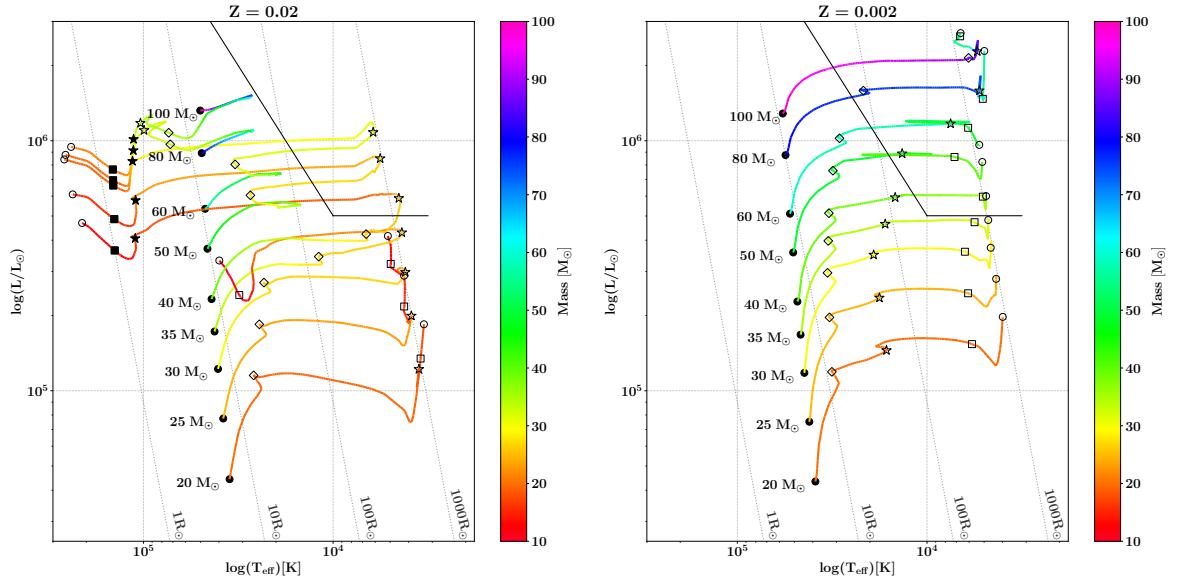 Z = 0.02
10⁶
10⁵
log(L/L☉)
100 M☉
80 M☉
60 M☉
50 M☉
40 M☉
35 M☉
30 M☉
25 M☉
20 M☉
1R☉
10R☉
100R☉
1000R☉
10⁵
10⁴
log(T_eff)[K]
100
90
80
70
60
50
40
30
20
10
Mass [M☉]
Z = 0.002
10⁶
10⁵
log(L/L☉)
100 M☉
80 M☉
60 M☉
50 M☉
40 M☉
35 M☉
30 M☉
25 M☉
20 M☉
1R☉
10R☉
100R☉
1000R☉
10⁵
10⁴
log(T_eff)[K]
100
90
80
70
60
50
40
30
20
10
Mass [M☉]